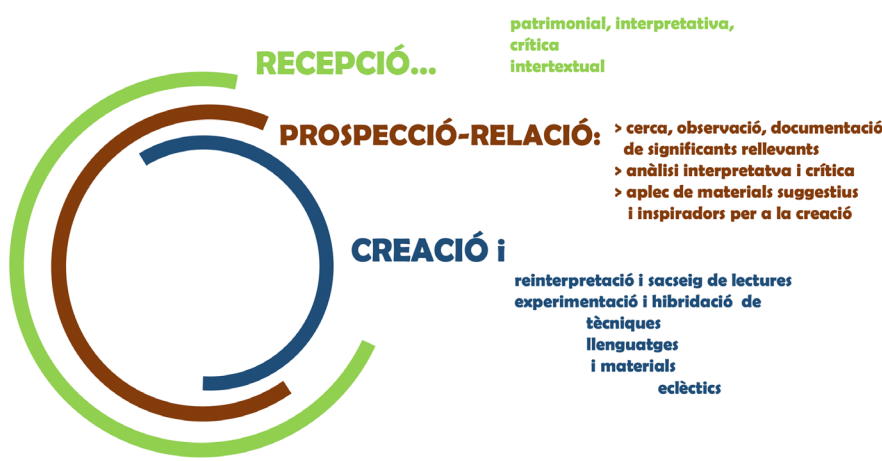 RECEPCIÓ...
patrimonial, interpretativa,
crítica
intertextual
PROSPECCIÓ-RELACIÓ:
> cerca, observació, documentació
de significants rellevants
> anàlisi interpretatva i crítica
> aplec de materials suggestius
i inspiradors per a la creació
CREACIÓ i
reinterpretació i sacseig de lectures
experimentació i hibridació de
tècniques
llenguatges
i materials
eclèctics